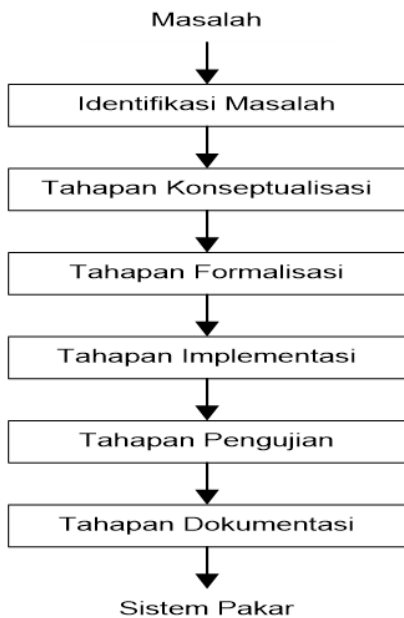 Masalah
Identifikasi Masalah
Tahapan Konseptualisasi
Tahapan Formalisasi
Tahapan Implementasi
Tahapan Pengujian
Tahapan Dokumentasi
Sistem Pakar